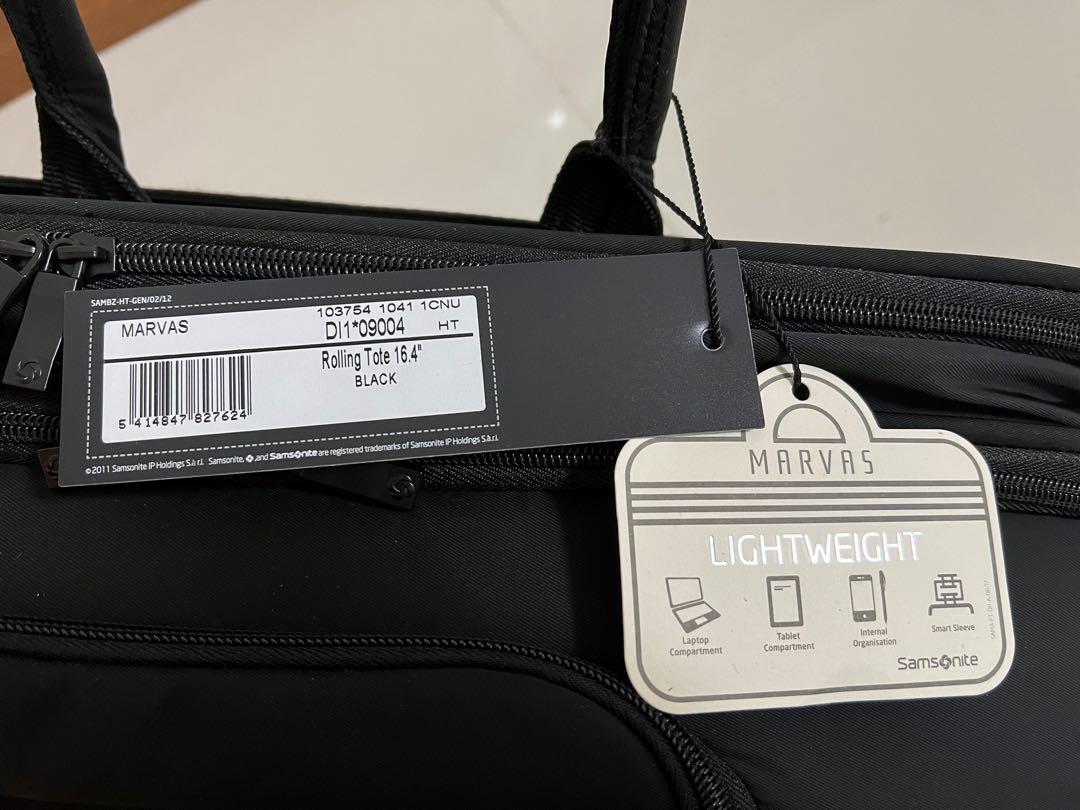 SAMBZ-HT-GEN/02/12
103754 1041 1CNU
MARVAS DI1*09004 HT
Rolling Tote 16.4"
BLACK
5 414847 827624
©2011 Samsonite IP Holdings S.à r.l. Samsonite, and Samsonite are registered trademarks of Samsonite IP Holdings S.à r.l.
MARVAS
LIGHTWEIGHT
Laptop Compartment
Tablet Compartment
Internal Organisation
Smart Sleeve
Samsonite